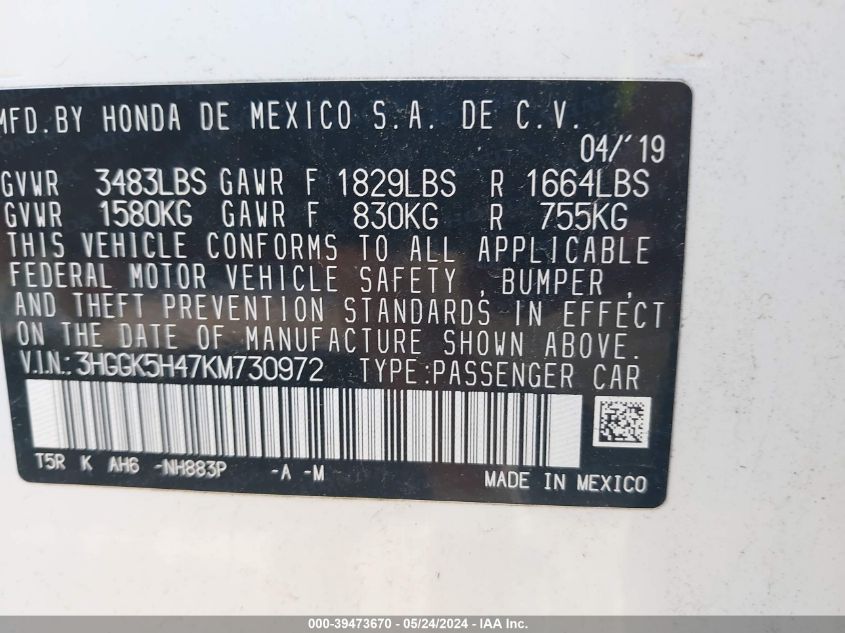 MFD.BY HONDA DE MEXICO S.A. DE C.V.
04/'19
GVWR 3483LBS GAWR F 1829LBS R 1664LBS
GVWR 1580KG GAWR F 830KG R 755KG
THIS VEHICLE CONFORMS TO ALL APPLICABLE
FEDERAL MOTOR VEHICLE SAFETY ,BUMPER ,
AND THEFT PREVENTION STANDARDS IN EFFECT
ON THE DATE OF MANUFACTURE SHOWN ABOVE.
V.I.N.:3HGGK5H47KM730972 TYPE:PASSENGER CAR
T5R K AH6 -NH883P -A -M
MADE IN MEXICO
000-39473670 / 05/24/2024 - IAA Inc.